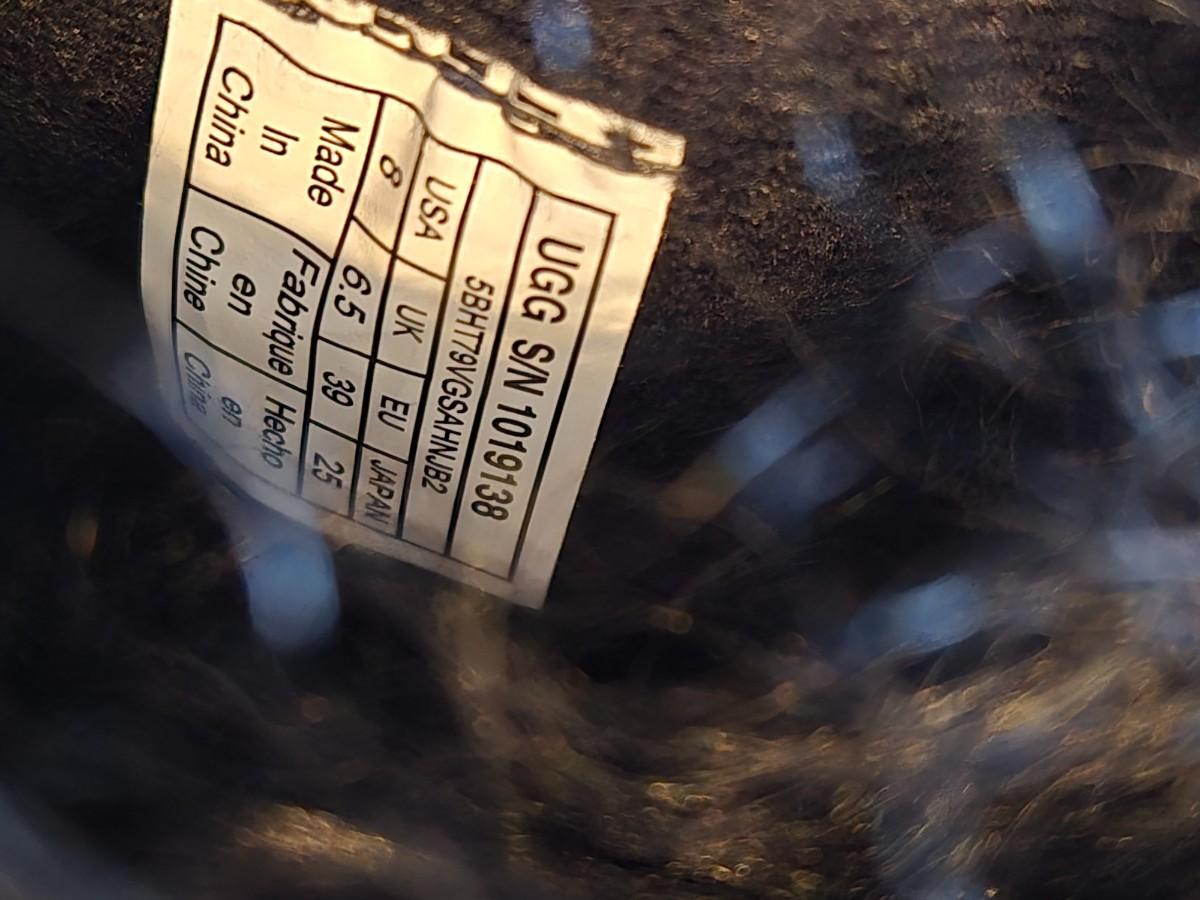 UGG S/N 1019138
5BHT79VGSAHNJB2
USA UK EU JAPAN
8 6.5 39 25
Made Fabrique Hecho
In en en
China Chine China